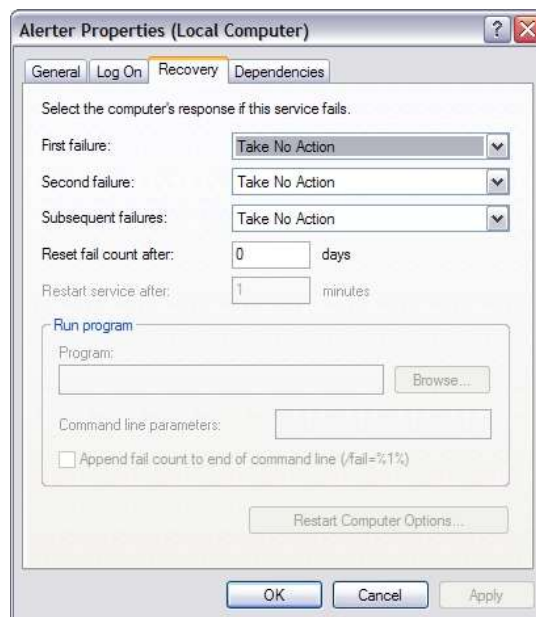 Alerter Properties (Local Computer)
General Log On Recovery Dependencies
Select the computer's response if this service fails.
First failure: Take No Action
Second failure: Take No Action
Subsequent failures: Take No Action
Reset fail count after: 0 days
Restart service after: 1 minutes
Run program
Program:
Browse...
Command line parameters:
Append fail count to end of command line (/fail=%1%)
Restart Computer Options...
OK Cancel Apply